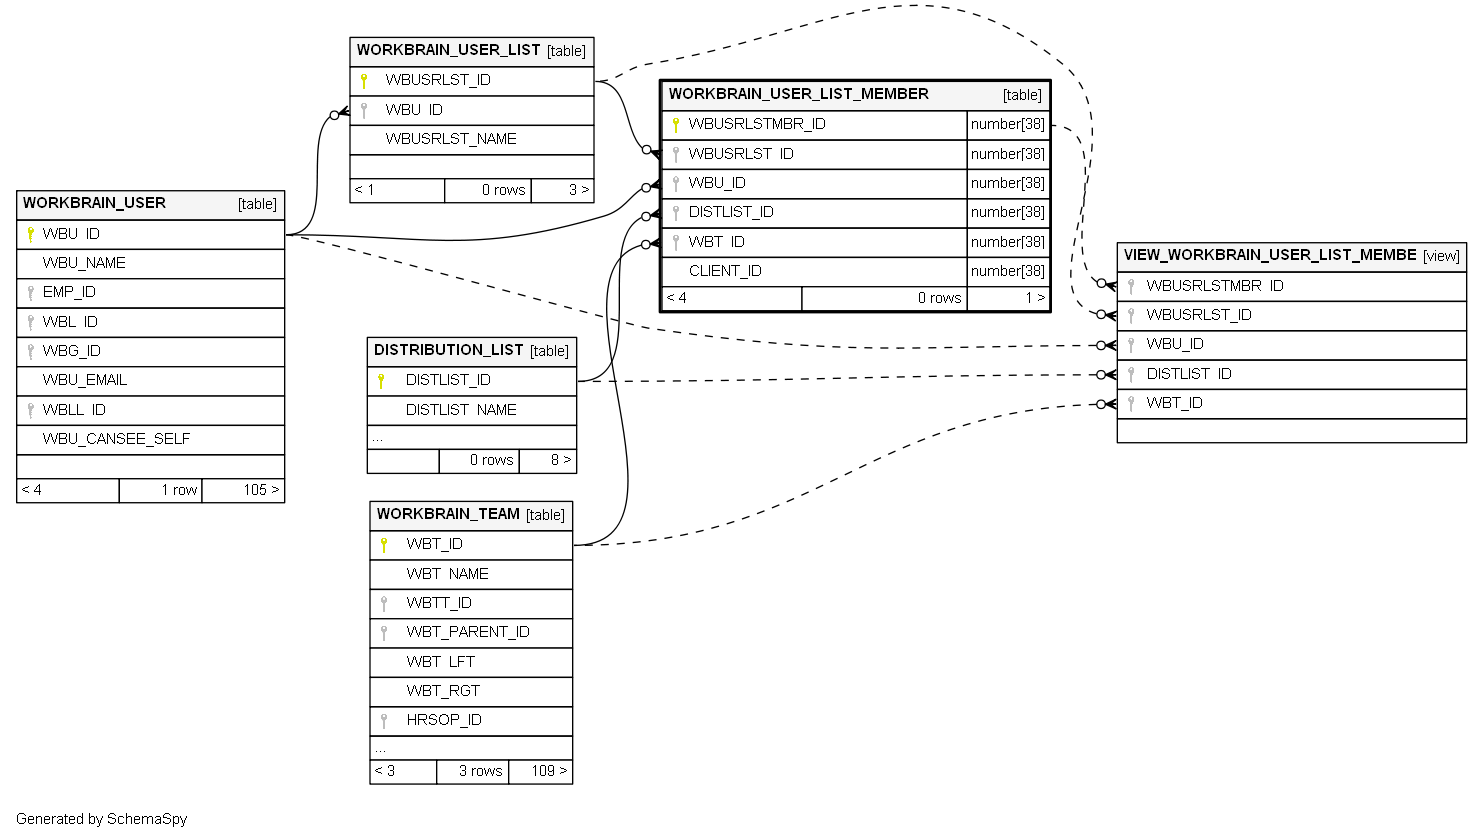 WORKBRAIN_USER_LIST [table]
WBUSRLST_ID
WBU_ID
WBUSRLST_NAME
< 1 0 rows 3 >
WORKBRAIN_USER_LIST_MEMBER [table]
WBUSRLSTMBR_ID number[38]
WBUSRLST_ID number[38]
WBU_ID number[38]
DISTLIST_ID number[38]
WBT_ID number[38]
CLIENT_ID number[38]
< 4 0 rows 1 >
WORKBRAIN_USER [table]
WBU_ID
WBU_NAME
EMP_ID
WBL_ID
WBG_ID
WBU_EMAIL
WBLL_ID
WBU_CANSEE_SELF
< 4 1 row 105 >
VIEW_WORKBRAIN_USER_LIST_MEMBE [view]
WBUSRLSTMBR_ID
WBUSRLST_ID
WBU_ID
DISTLIST_ID
WBT_ID
DISTRIBUTION_LIST [table]
DISTLIST_ID
DISTLIST_NAME
...
0 rows 8 >
WORKBRAIN_TEAM [table]
WBT_ID
WBT_NAME
WBTT_ID
WBT_PARENT_ID
WBT_LFT
WBT_RGT
HRSOP_ID
...
< 3 3 rows 109 >
Generated by SchemaSpy